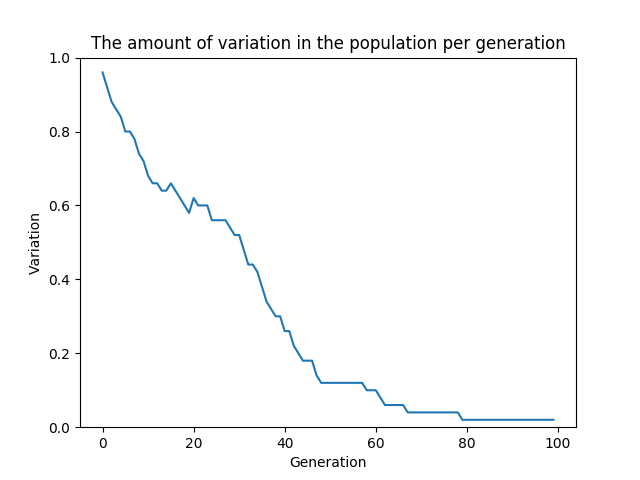 The amount of variation in the population per generation
1.0
0.8
0.6
0.4
0.2
0.0
Variation
0 20 40 60 80 100
Generation